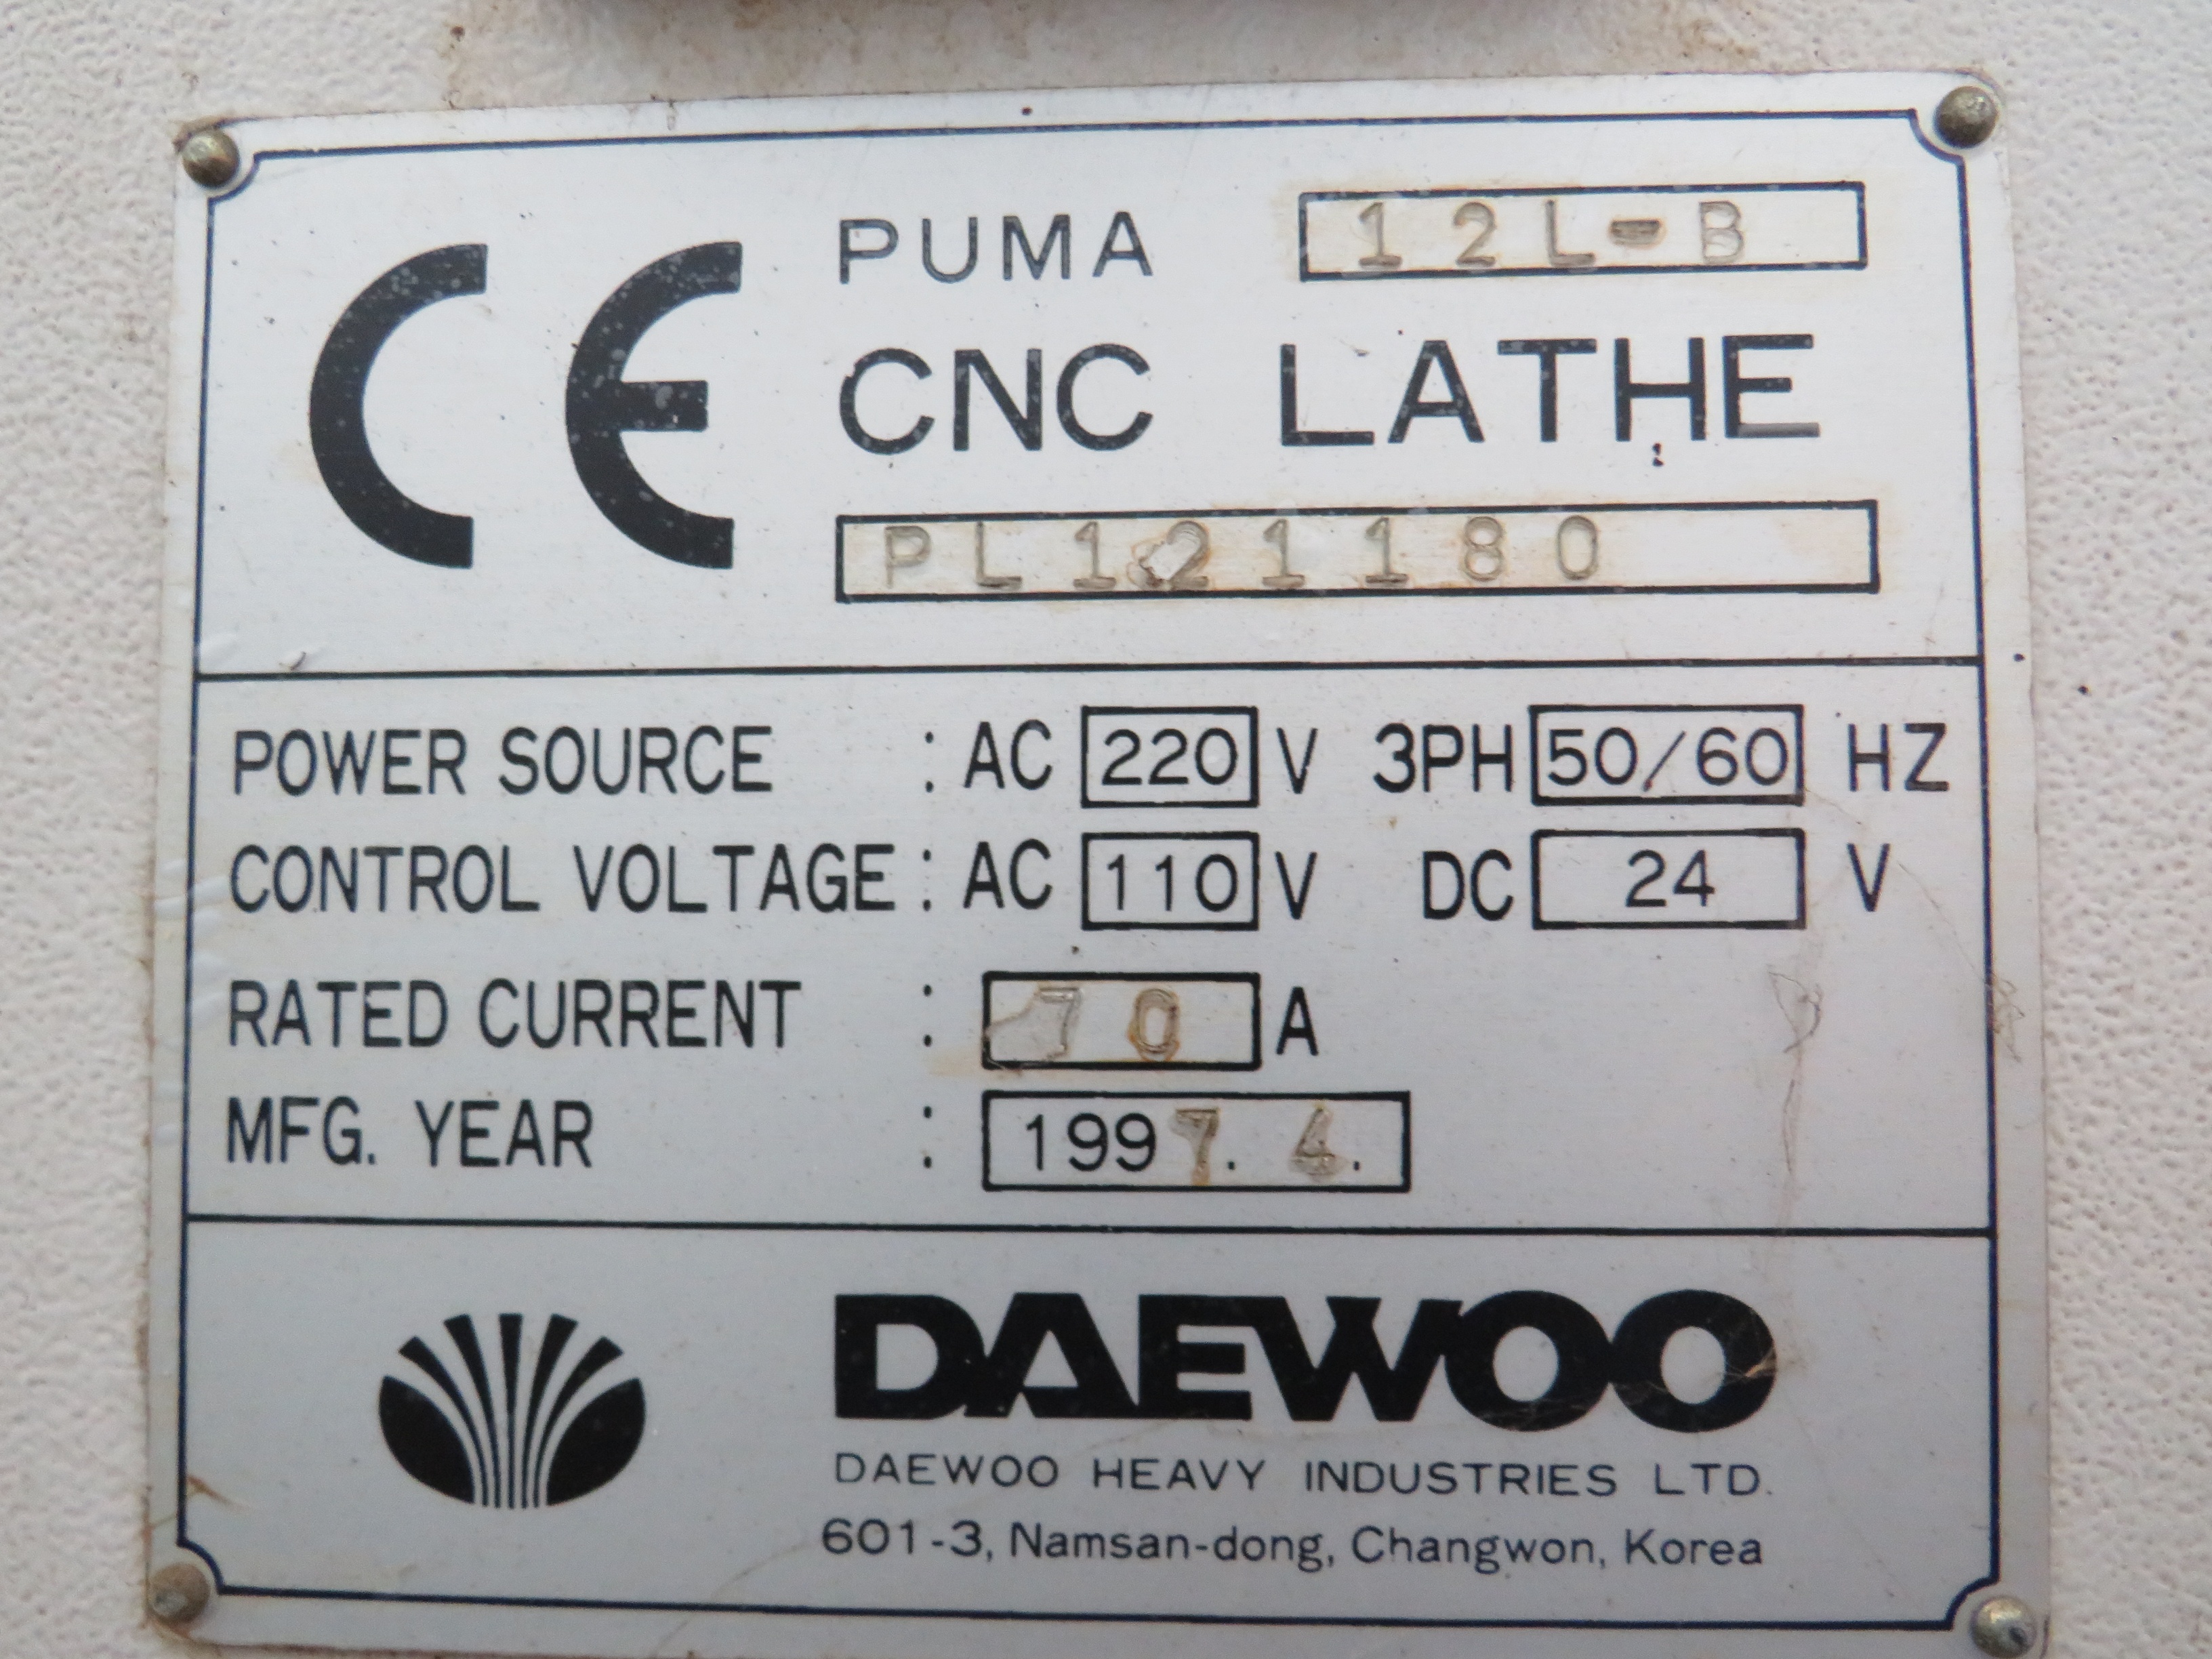 CE
PUMA 12L-B
CNC LATHE
PL121180
POWER SOURCE : AC 220 V 3PH 50/60 HZ
CONTROL VOLTAGE : AC 110 V DC 24 V
RATED CURRENT : 70 A
MFG. YEAR : 1997. 4.
DAEWOO
DAEWOO HEAVY INDUSTRIES LTD.
601-3, Namsan-dong, Changwon, Korea